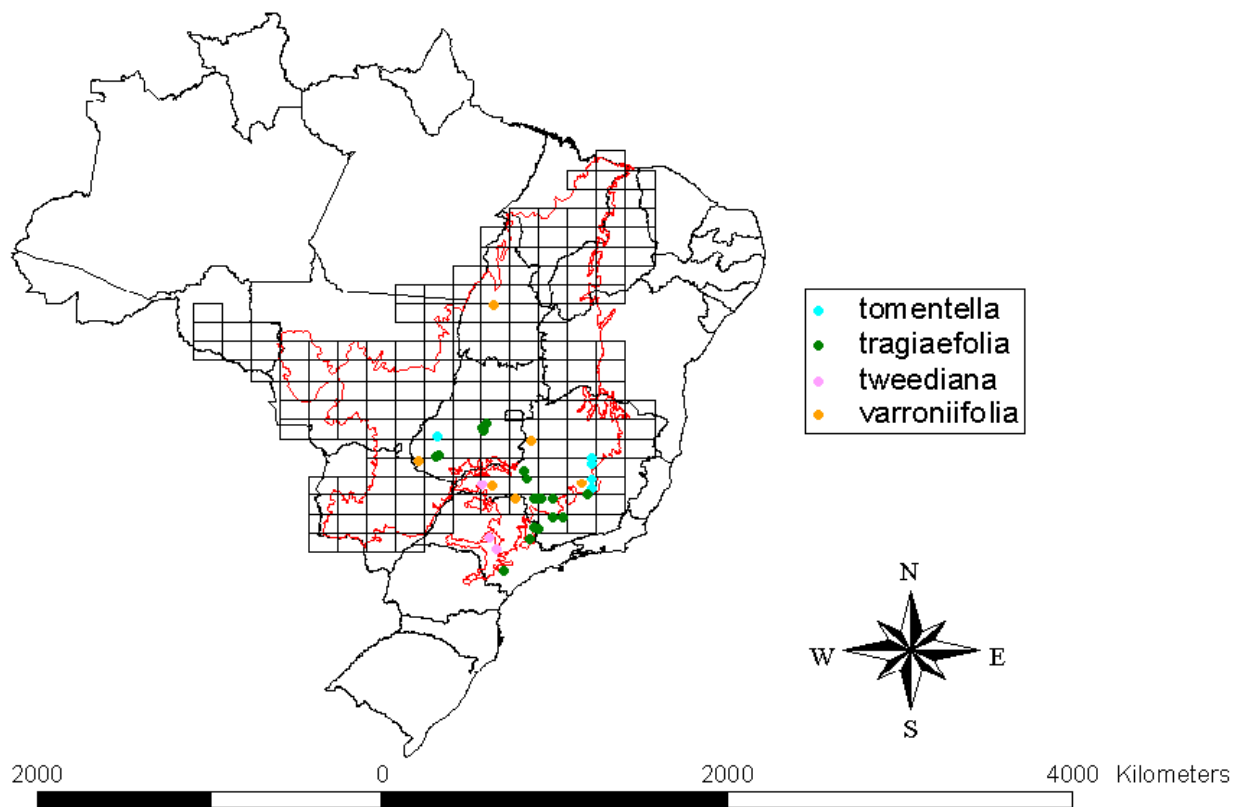 tomentella
tragiaefolia
tweediana
varroniifolia
N
W E
S
2000 0 2000 4000 Kilometers